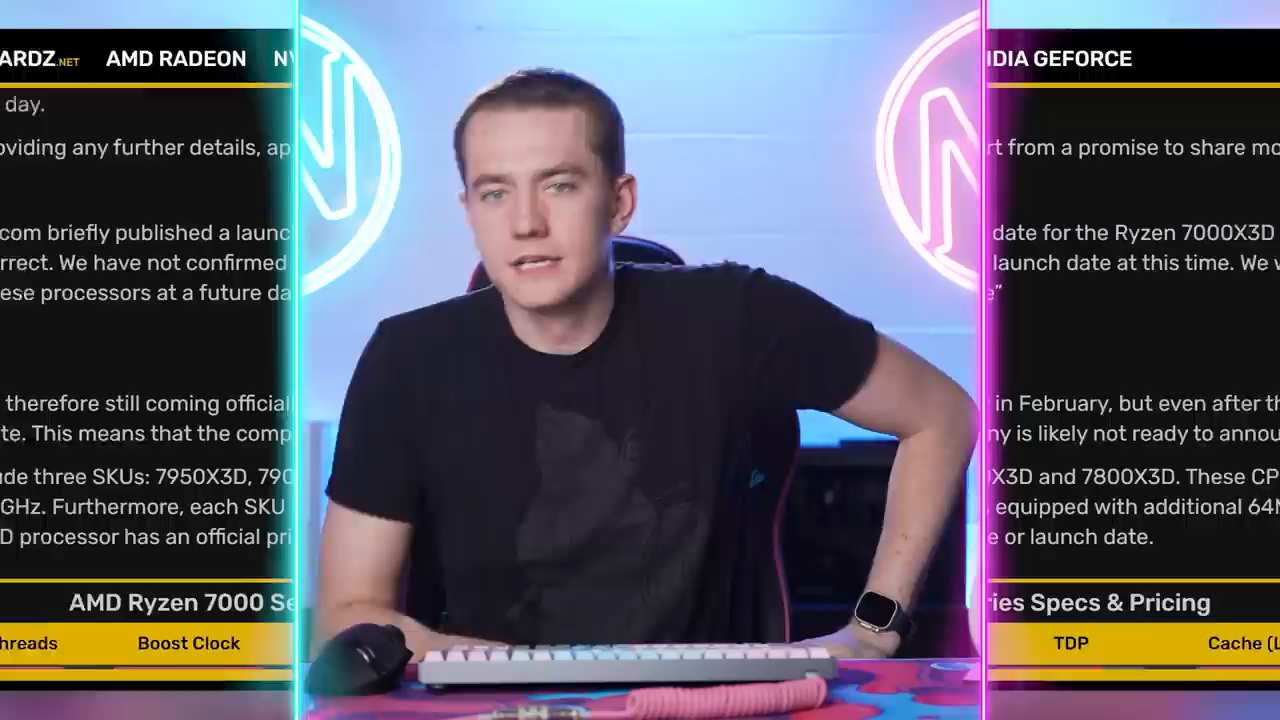 ARDZ.NET AMD RADEON NV
IDIA GEFORCE
day.
oviding any further details, ap
rt from a promise to share mo
com briefly published a launc
date for the Ryzen 7000X3D
rrect. We have not confirmed
launch date at this time. We w
ese processors at a future da
e”
therefore still coming official
in February, but even after th
te. This means that the comp
ny is likely not ready to annou
ude three SKUs: 7950X3D, 790
0X3D and 7800X3D. These CP
GHz. Furthermore, each SKU
equipped with additional 64M
D processor has an official pri
e or launch date.
AMD Ryzen 7000 Se
ries Specs & Pricing
hreads Boost Clock
TDP Cache (L